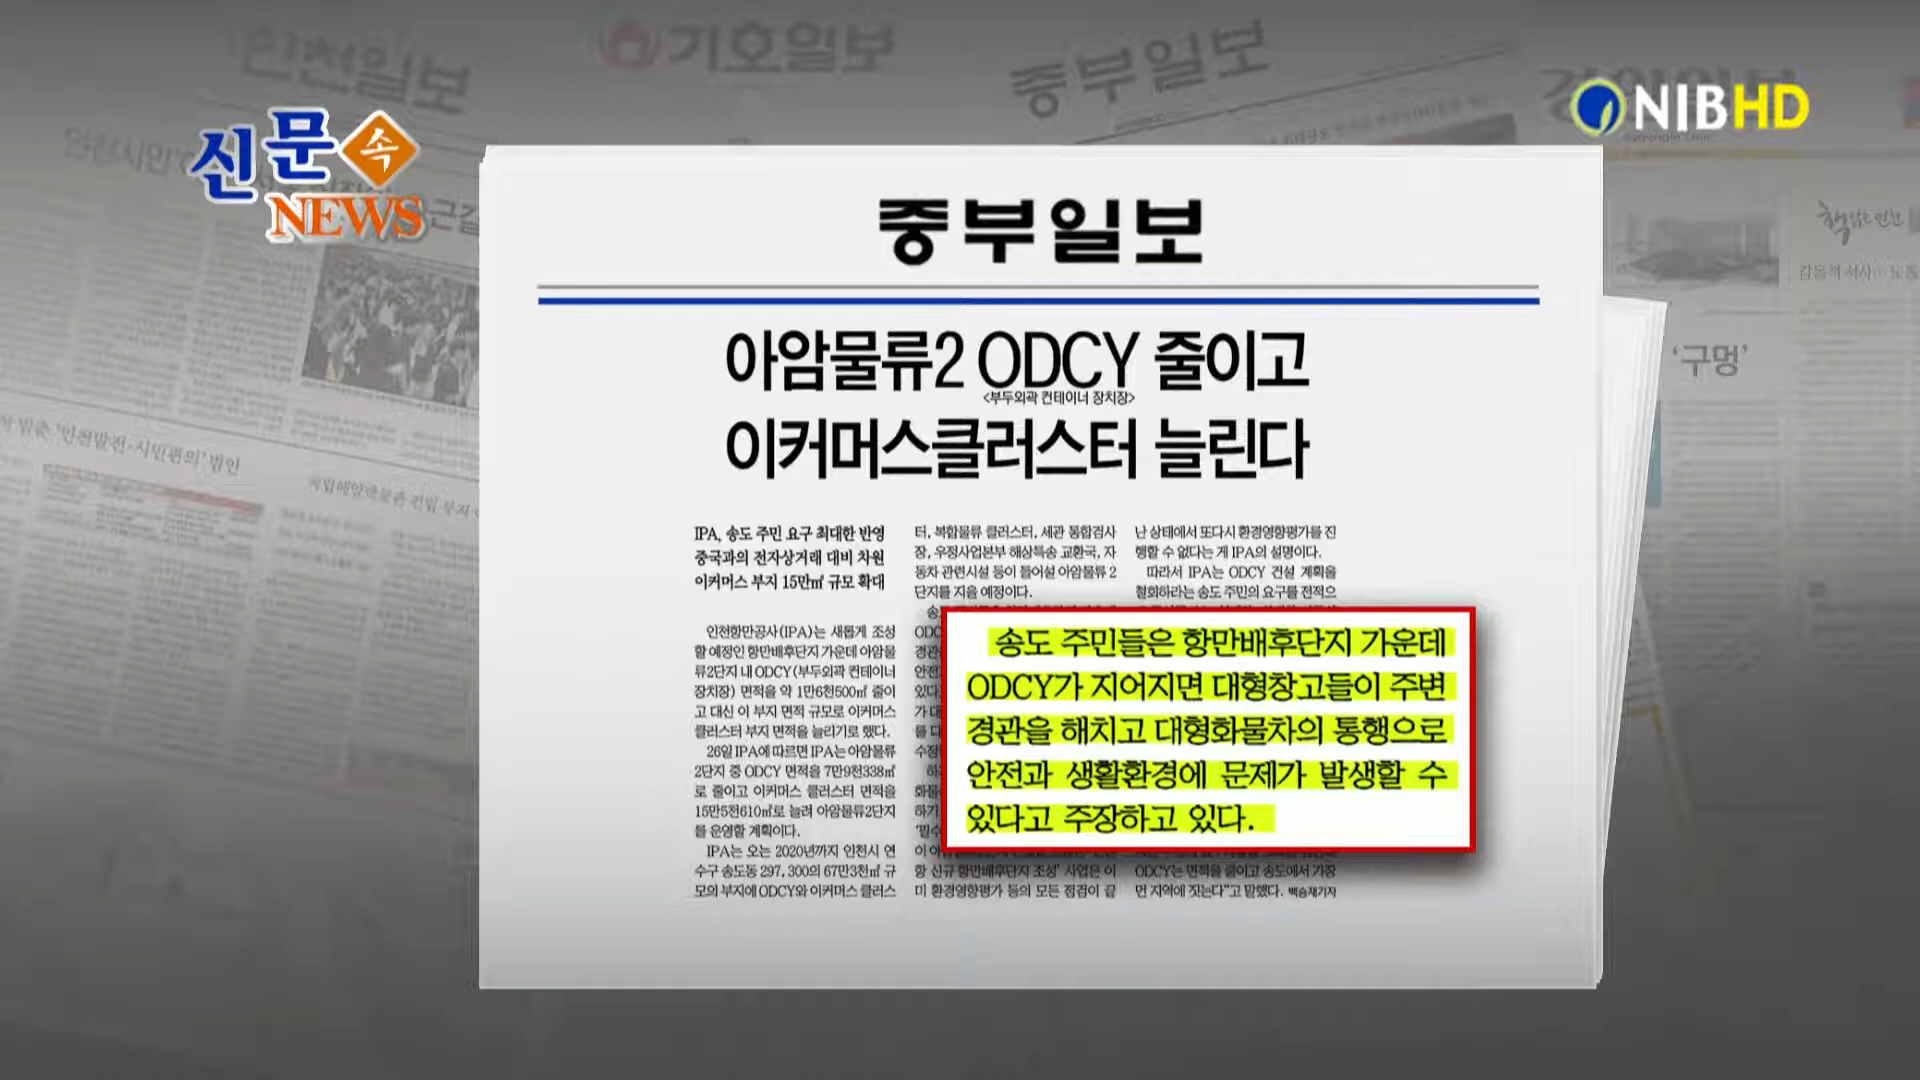 인천일보
기호일보
중부일보
신문속
NEWS
NIBHD
중부일보
아암물류2 ODCY 줄이고
<부두외곽 컨테이너 장치장>
이커머스클러스터 늘린다
IPA, 송도 주민 요구 최대한 반영
중국과의 전자상거래 대비 차원
이커머스 부지 15만㎡ 규모 확대
인천항만공사(IPA)는 새롭게 조성
할 예정인 항만배후단지 가운데 아암물
류2단지 내 ODCY(부두외곽 컨테이너
장치장) 면적을 약 1만6천500㎡ 줄이
고 대신 이 부지 면적 규모로 이커머스
클러스터 부지 면적을 늘리기로 했다.
26일 IPA에 따르면 IPA는 아암물류
2단지 중 ODCY 면적을 7만9천338㎡
로 줄이고 이커머스 클러스터 면적을
15만5천610㎡로 늘려 아암물류2단지
를 운영할 계획이다.
IPA는 오는 2020년까지 인천시 연
수구 송도동 297, 300의 67만3천㎡ 규
모의 부지에 ODCY와 이커머스 클러스
터, 복합물류 클러스터, 세관 통합검사
장, 우정사업본부 해상특송 교환국, 자
동차 관련시설 등이 들어설 아암물류 2
단지를 지을 예정이다.
항 신규 항만배후단지 조성' 사업은 이
미 환경영향평가 등의 모든 점검이 끝
난 상태에서 또다시 환경영향평가를 진
행할 수 없다는 게 IPA의 설명이다.
따라서 IPA는 ODCY 건설 계획을
철회하라는 송도 주민의 요구를 전적으
ODCY는 면적을 줄이고 송도에서 가장
먼 지역에 짓는다"고 말했다. 백승재기자
송도 주민들은 항만배후단지 가운데
ODCY가 지어지면 대형창고들이 주변
경관을 해치고 대형화물차의 통행으로
안전과 생활환경에 문제가 발생할 수
있다고 주장하고 있다.
'구멍'